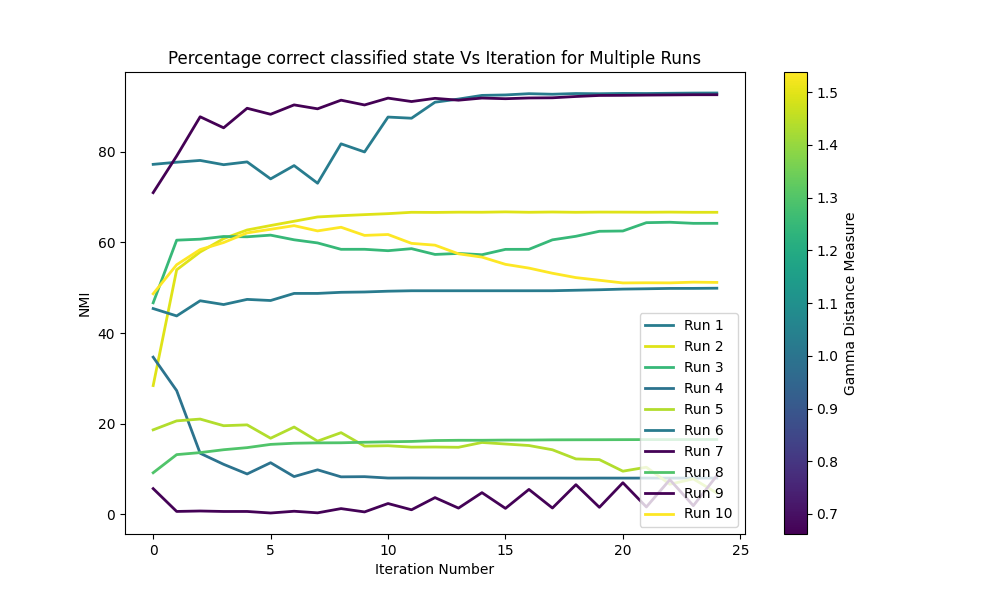 Percentage correct classified state Vs Iteration for Multiple Runs
NMI
80
60
40
20
0
0 5 10 15 20 25
Iteration Number
Run 1
Run 2
Run 3
Run 4
Run 5
Run 6
Run 7
Run 8
Run 9
Run 10
1.5
1.4
1.3
1.2
1.1
1.0
0.9
0.8
0.7
Gamma Distance Measure